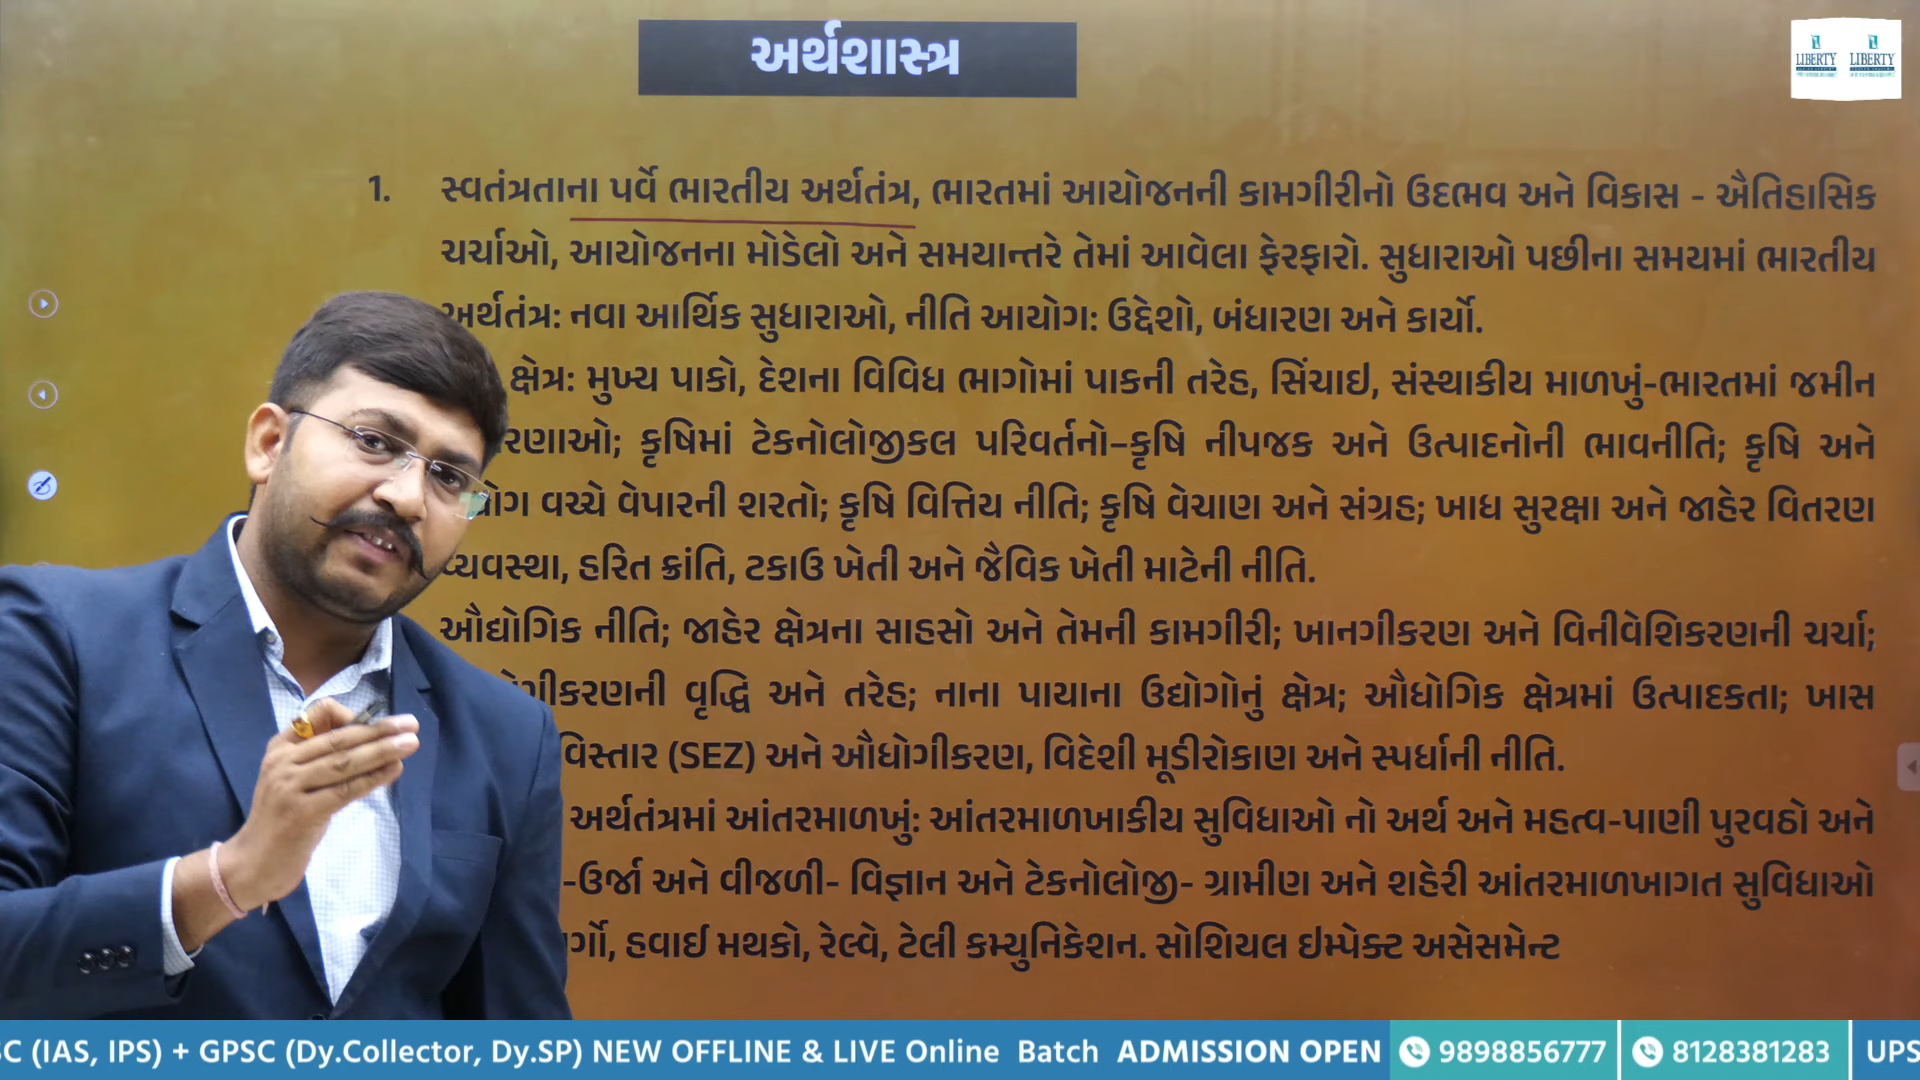 અર્થશાસ્ત્ર
LIBERTY LIBERTY
1. સ્વતંત્રતાના પર્વે ભારતીય અર્થતંત્ર, ભારતમાં આયોજનની કામગીરીનો ઉદભવ અને વિકાસ - ઐતિહાસિક
ચર્ચાઓ, આયોજનના મોડેલો અને સમયાન્તરે તેમાં આવેલા ફેરફારો. સુધારાઓ પછીના સમયમાં ભારતીય
અર્થતંત્ર: નવા આર્થિક સુધારાઓ, નીતિ આયોગ: ઉદ્દેશો, બંધારણ અને કાર્યો.
ક્ષેત્ર: મુખ્ય પાકો, દેશના વિવિધ ભાગોમાં પાકની તરેહ, સિંચાઇ, સંસ્થાકીય માળખું-ભારતમાં જમીન
રણાઓ; કૃષિમાં ટેકનોલોજીકલ પરિવર્તનો–કૃષિ નીપજક અને ઉત્પાદનોની ભાવનીતિ; કૃષિ અને
ોગ વચ્ચે વેપારની શરતો; કૃષિ વિત્તિય નીતિ; કૃષિ વેચાણ અને સંગ્રહ; ખાધ સુરક્ષા અને જાહેર વિતરણ
વ્યવસ્થા, હરિત ક્રાંતિ, ટકાઉ ખેતી અને જૈવિક ખેતી માટેની નીતિ.
ઔદ્યોગિક નીતિ; જાહેર ક્ષેત્રના સાહસો અને તેમની કામગીરી; ખાનગીકરણ અને વિનીવેશિકરણની ચર્ચા;
ગીકરણની વૃદ્ધિ અને તરેહ; નાના પાયાના ઉદ્યોગોનું ક્ષેત્ર; ઔધોગિક ક્ષેત્રમાં ઉત્પાદકતા; ખાસ
વિસ્તાર (SEZ) અને ઔધોગીકરણ, વિદેશી મૂડીરોકાણ અને સ્પર્ધાની નીતિ.
અર્થતંત્રમાં આંતરમાળખું: આંતરમાળખાકીય સુવિધાઓ નો અર્થ અને મહત્વ-પાણી પુરવઠો અને
-ઉર્જા અને વીજળી- વિજ્ઞાન અને ટેકનોલોજી- ગ્રામીણ અને શહેરી આંતરમાળખાગત સુવિધાઓ
ર્ગો, હવાઈ મથકો, રેલ્વે, ટેલી કમ્યુનિકેશન. સોશિયલ ઇમ્પેક્ટ અસેસમેન્ટ
SC (IAS, IPS) + GPSC (Dy.Collector, Dy.SP) NEW OFFLINE & LIVE Online Batch ADMISSION OPEN 9898856777 8128381283 UPS